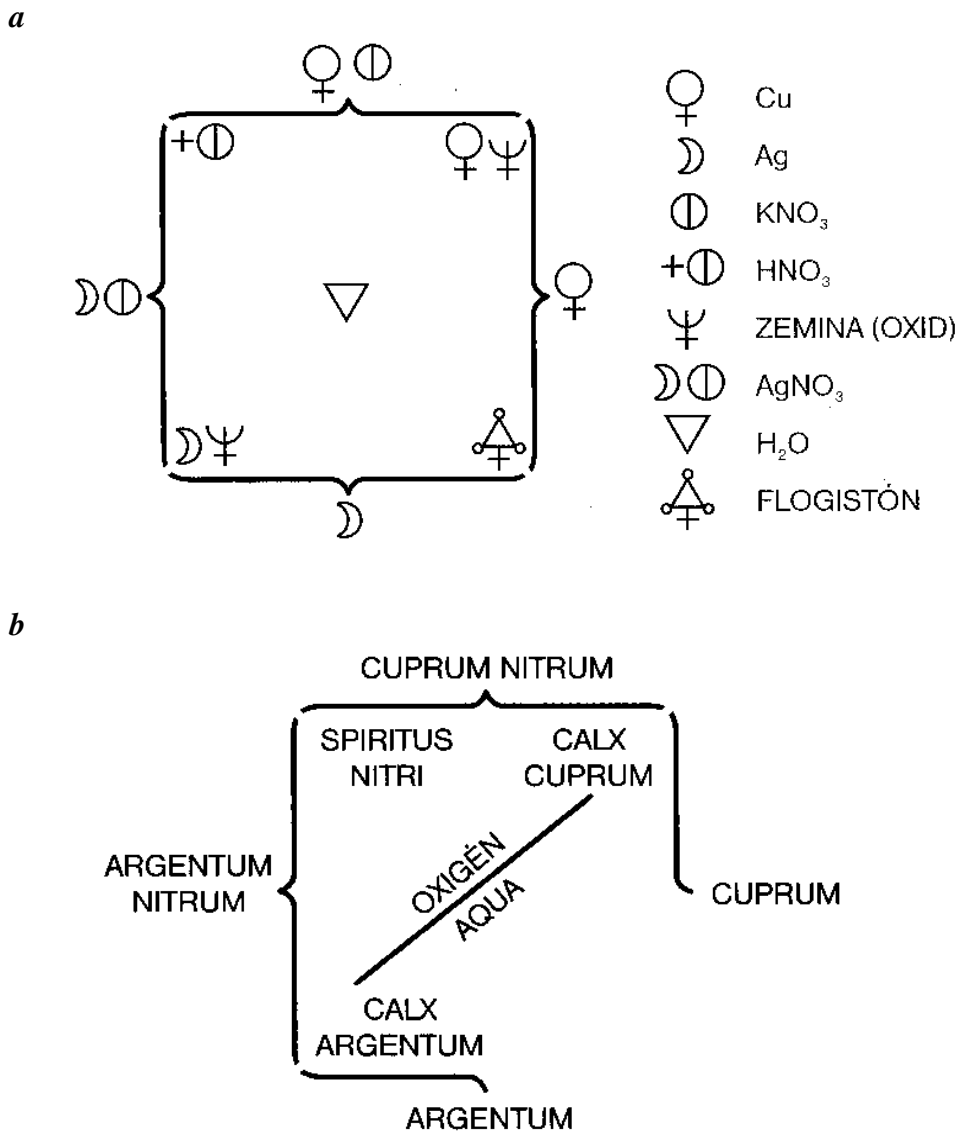 a
Cu
Ag
KNO₃
HNO₃
ZEMINA (OXID)
AgNO₃
H₂O
FLOGISTÓN
b
CUPRUM NITRUM
SPIRITUS
NITRI
CALX
CUPRUM
ARGENTUM
NITRUM
OXIGÉN
AQUA
CUPRUM
CALX
ARGENTUM
ARGENTUM